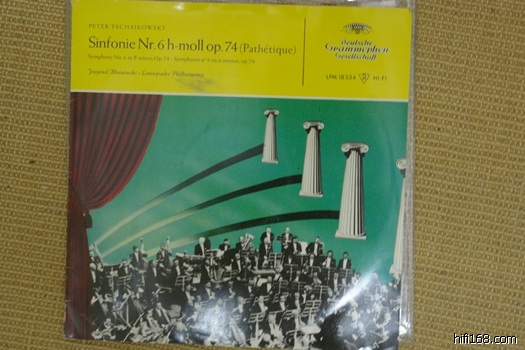 PETER TSCHAIKOWSKY
Sinfonie Nr. 6 h-moll op. 74 (Pathétique)
Symphony No. 6 in B minor, Op. 74 · Symphonie n° 6 en si mineur, op. 74
Jewgenij Mrawinskij · Leningrader Philharmonie
Deutsche
Grammophon
Gesellschaft
LPM 18 334 HI-FI
hifi168.com